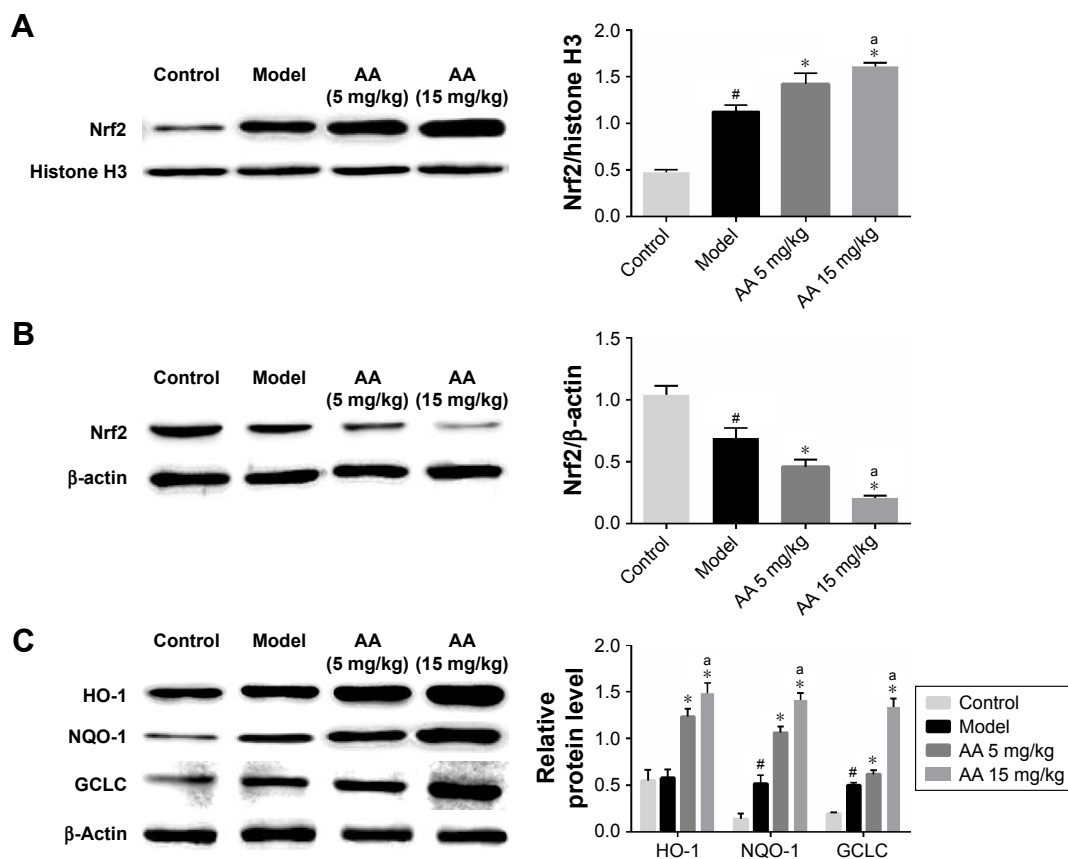 A
Control Model AA (5 mg/kg) AA (15 mg/kg)
Nrf2
Histone H3
Nrf2/histone H3
2.0
1.5
1.0
0.5
0.0
#
*
a
*
Control
Model
AA 5 mg/kg
AA 15 mg/kg
B
Control Model AA (5 mg/kg) AA (15 mg/kg)
Nrf2
β-actin
Nrf2/β-actin
1.5
1.0
0.5
0.0
#
*
a
*
Control
Model
AA 5 mg/kg
AA 15 mg/kg
C
Control Model AA (5 mg/kg) AA (15 mg/kg)
HO-1
NQO-1
GCLC
β-Actin
Relative
protein level
2.0
1.5
1.0
0.5
0.0
*
a
*
#
*
a
*
#
*
a
*
HO-1 NQO-1 GCLC
Control
Model
AA 5 mg/kg
AA 15 mg/kg